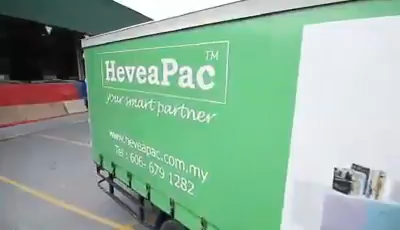 HeveaPac™
your smart partner
www.heveapac.com.my
Tel : 606- 679 1282